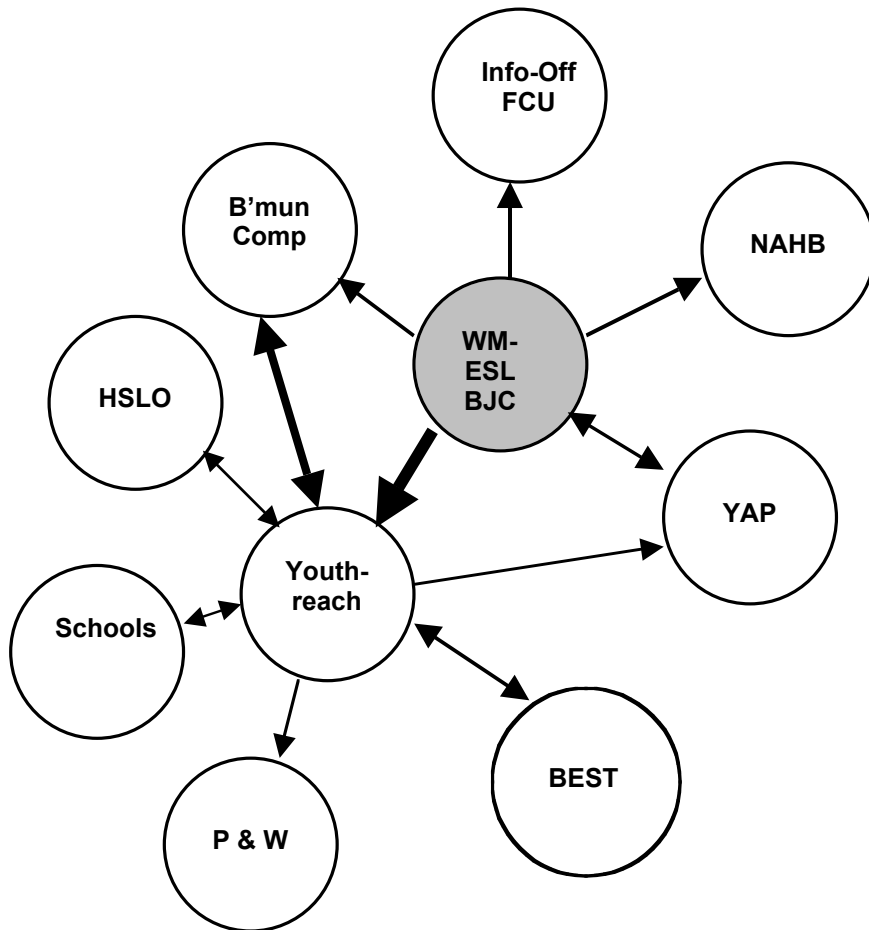 Info-Off
FCU
B’mun
Comp
NAHB
WM-
ESL
BJC
HSLO
YAP
Youth-
reach
Schools
BEST
P & W